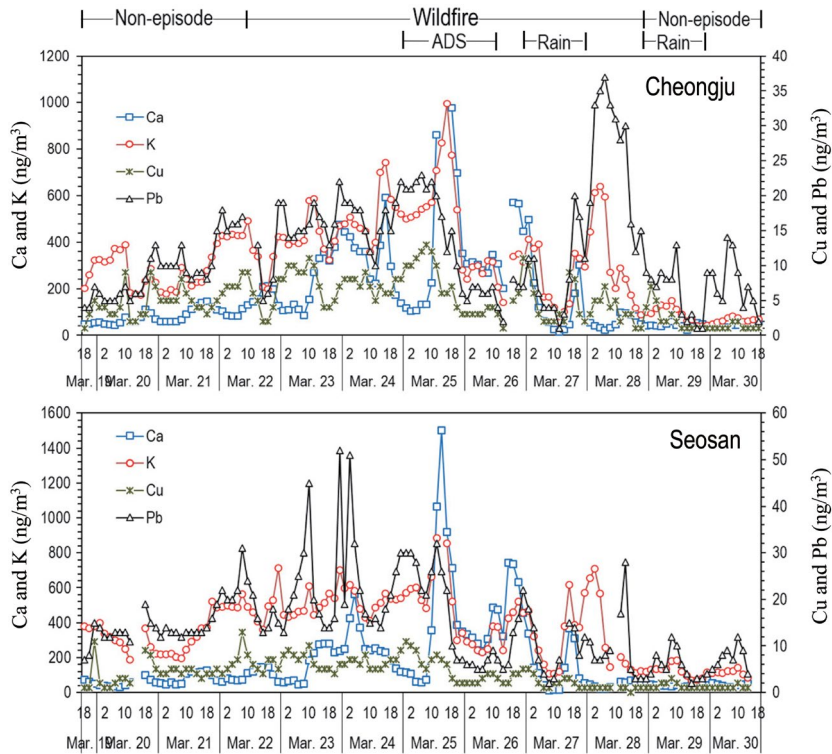 Non-episode Wildfire Non-episode
ADS Rain Rain
Cheongju
Ca and K (ng/m³)
1200
1000
800
600
400
200
0
Ca
K
Cu
Pb
40
35
30
25
20
15
10
5
0
Cu and Pb (ng/m³)
18 2 10 18 2 10 18 2 10 18 2 10 18 2 10 18 2 10 18 2 10 18 2 10 18 2 10 18 2 10 18 2 10 18
Mar. 19 Mar. 20 Mar. 21 Mar. 22 Mar. 23 Mar. 24 Mar. 25 Mar. 26 Mar. 27 Mar. 28 Mar. 29 Mar. 30
Seosan
Ca and K (ng/m³)
1600
1400
1200
1000
800
600
400
200
0
Ca
K
Cu
Pb
60
50
40
30
20
10
0
Cu and Pb (ng/m³)
18 2 10 18 2 10 18 2 10 18 2 10 18 2 10 18 2 10 18 2 10 18 2 10 18 2 10 18 2 10 18 2 10 18
Mar. 19 Mar. 20 Mar. 21 Mar. 22 Mar. 23 Mar. 24 Mar. 25 Mar. 26 Mar. 27 Mar. 28 Mar. 29 Mar. 30